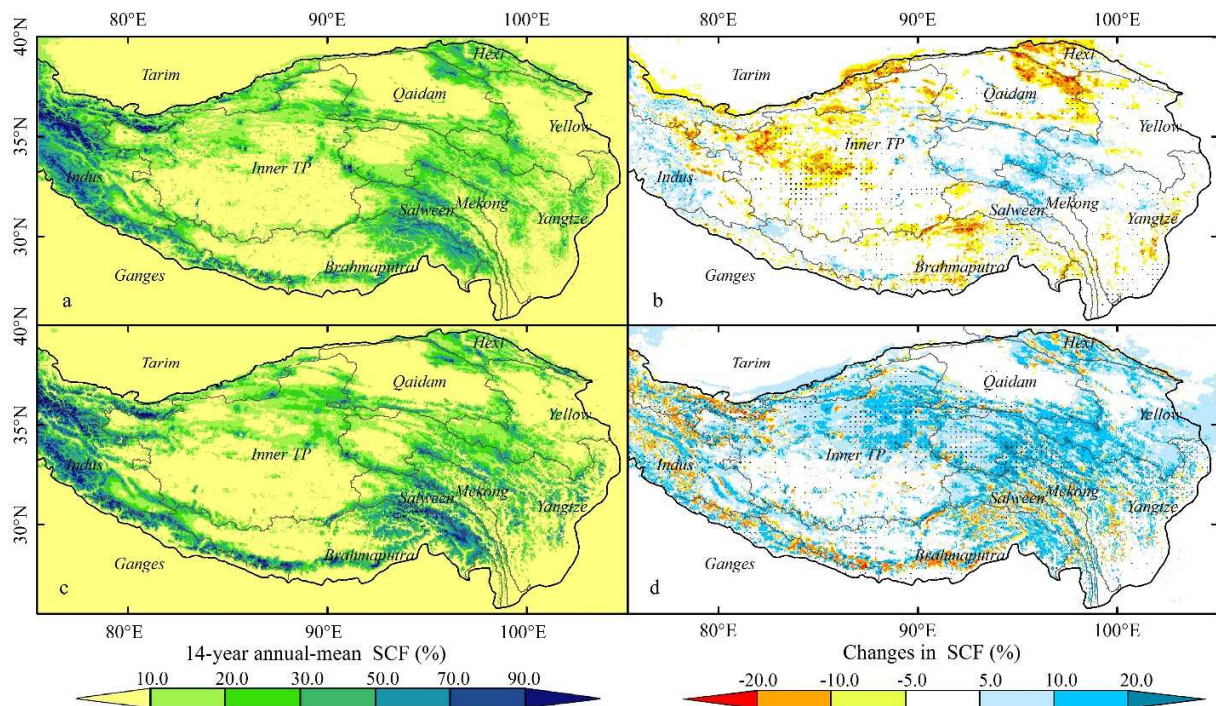 80°E 90°E 100°E 80°E 90°E 100°E
40°N
35°N
30°N
Tarim
Hexi
Qaidam
Yellow
Inner TP
Indus
Salween
Mekong
Yangtze
Brahmaputra
Ganges
a
Tarim
Hexi
Qaidam
Yellow
Inner TP
Indus
Salween
Mekong
Yangtze
Brahmaputra
Ganges
b
40°N
35°N
30°N
Tarim
Hexi
Qaidam
Yellow
Inner TP
Indus
Salween
Mekong
Yangtze
Brahmaputra
Ganges
c
Tarim
Hexi
Qaidam
Yellow
Inner TP
Indus
Salween
Mekong
Yangtze
Brahmaputra
Ganges
d
80°E 90°E 100°E 80°E 90°E 100°E
14-year annual-mean SCF (%)
10.0 20.0 30.0 50.0 70.0 90.0
Changes in SCF (%)
-20.0 -10.0 -5.0 5.0 10.0 20.0